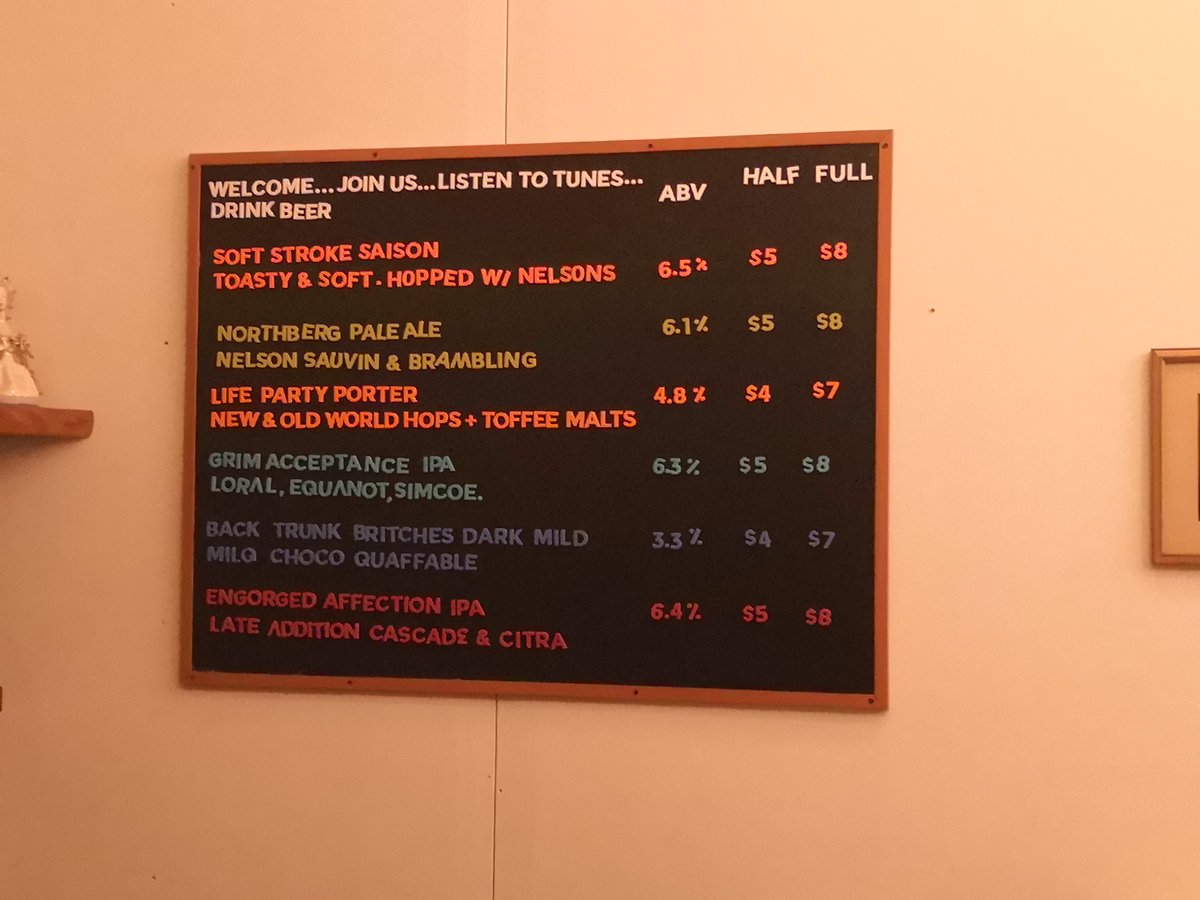 WELCOME...JOIN US...LISTEN TO TUNES... ABV HALF FULL
DRINK BEER
SOFT STROKE SAISON
TOASTY & SOFT. HOPPED W/ NELSONS 6.5% $5 $8
NORTHBERG PALE ALE 6.1% $5 $8
NELSON SAUVIN & BRAMBLING
LIFE PARTY PORTER 4.8% $4 $7
NEW & OLD WORLD HOPS + TOFFEE MALTS
GRIM ACCEPTANCE IPA 6.3% $5 $8
LORAL, EQUANOT, SIMCOE.
BACK TRUNK BRITCHES DARK MILD 3.3% $4 $7
MILQ CHOCO QUAFFABLE
ENGORGED AFFECTION IPA 6.4% $5 $8
LATE ADDITION CASCADE & CITRA